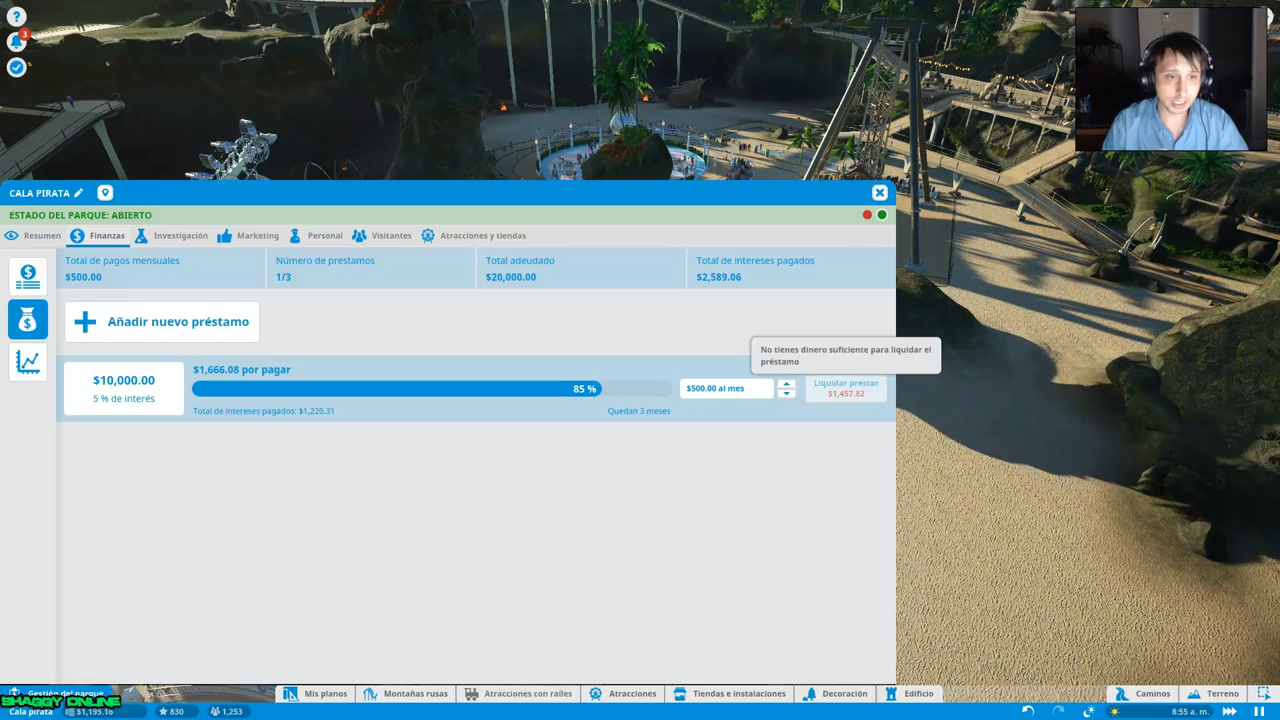 ?
3
CALA PIRATA
ESTADO DEL PARQUE: ABIERTO
Resumen
Finanzas
Investigación
Marketing
Personal
Visitantes
Atracciones y tiendas
Total de pagos mensuales
$500.00
Número de préstamos
1/3
Total adeudado
$20,000.00
Total de intereses pagados
$2,589.06
Añadir nuevo préstamo
No tienes dinero suficiente para liquidar el
préstamo
$10,000.00
5 % de interés
$1,666.08 por pagar
85 %
Total de intereses pagados: $1,220.31
Quedan 3 meses
$500.00 al mes
Liquidar préstar
$1,457.82
Gestión del parque
SHAGGY ONLINE
Mis planos
Montañas rusas
Atracciones con raíles
Atracciones
Tiendas e instalaciones
Decoración
Edificio
Caminos
Terreno
Cala pirata
$1,195.16
830
1,253
8:55 a. m.